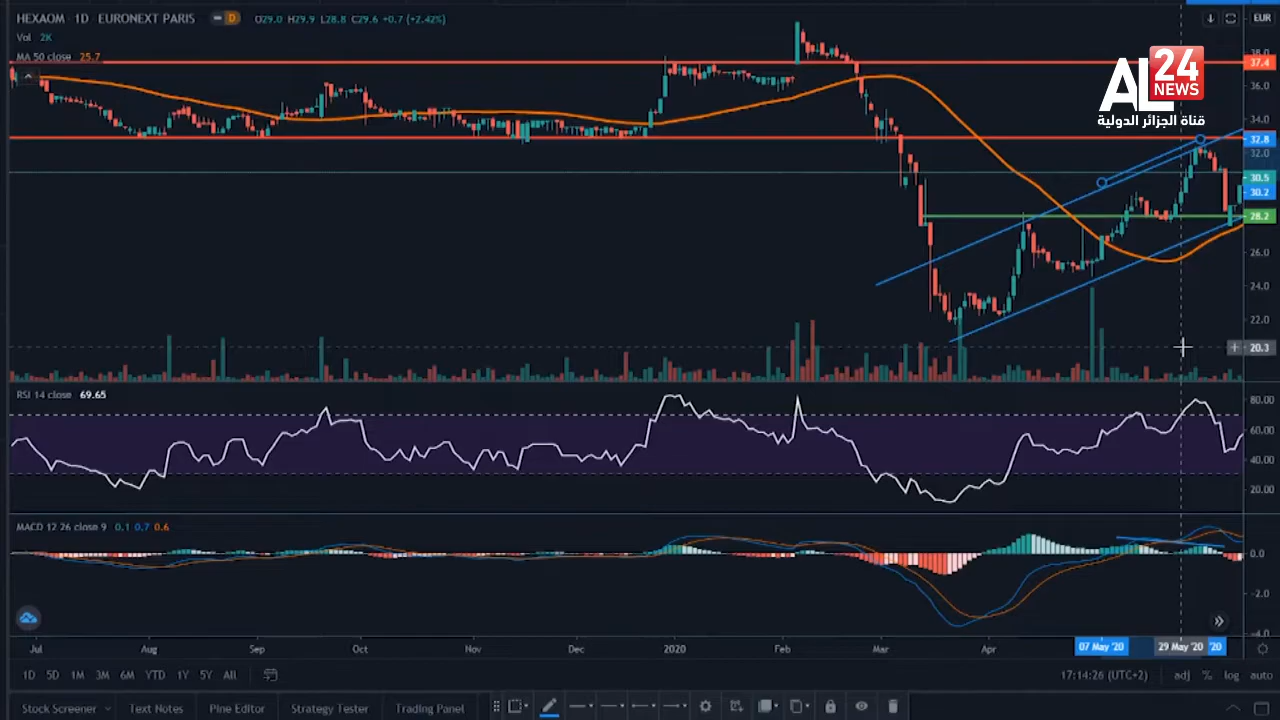 HEXAOM · 1D · EURONEXT PARIS D O29.0 H29.9 L28.8 C29.6 +0.7 (+2.42%) EUR
Vol 2K
MA 50 close 25.7
AL 24 NEWS
قناة الجزائر الدولية
38.0
37.4
36.0
34.0
32.8
32.0
30.5
30.2
28.2
26.0
24.0
22.0
20.3
RSI 14 close 69.65
80.00
60.00
40.00
20.00
MACD 12 26 close 9 0.1 0.7 0.6
0.0
-2.0
-4.0
Jul Aug Sep Oct Nov Dec 2020 Feb Mar Apr 07 May '20 29 May '20 '20
1D 5D 1M 3M 6M YTD 1Y 5Y All 17:14:26 (UTC+2) adj % log auto
Stock Screener Text Notes Pine Editor Strategy Tester Trading Panel